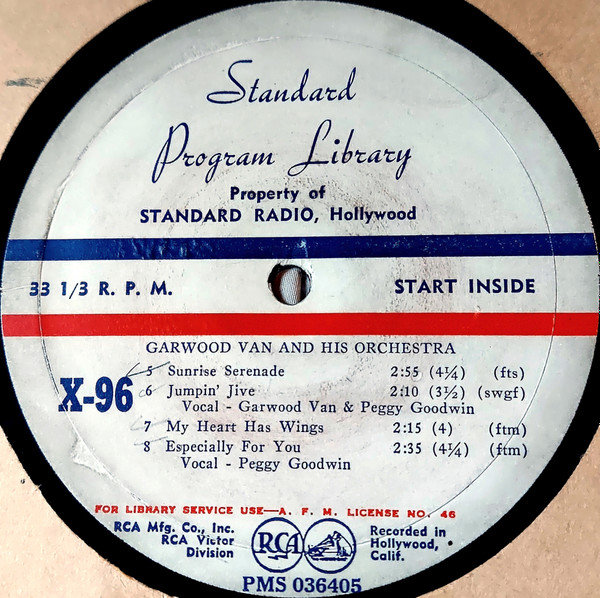 Standard
Program Library
Property of
STANDARD RADIO, Hollywood
33 1/3 R. P. M.
START INSIDE
GARWOOD VAN AND HIS ORCHESTRA
X-96
5 Sunrise Serenade 2:55 (4¼) (fts)
6 Jumpin' Jive 2:10 (3½) (swgf)
Vocal - Garwood Van & Peggy Goodwin
7 My Heart Has Wings 2:15 (4) (ftm)
8 Especially For You 2:35 (4¼) (ftm)
Vocal - Peggy Goodwin
FOR LIBRARY SERVICE USE—A. F. M. LICENSE NO. 46
RCA Mfg. Co., Inc.
RCA Victor
Division
RCA
Recorded in
Hollywood,
Calif.
PMS 036405